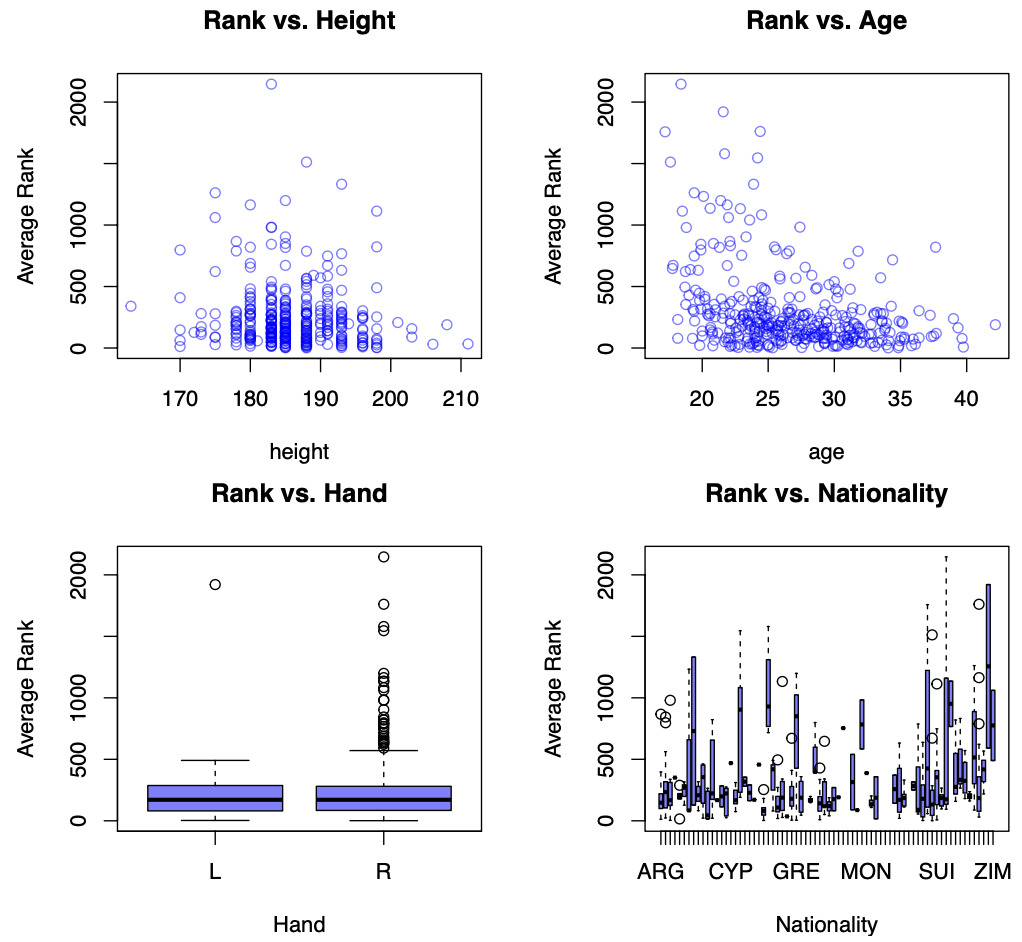 Rank vs. Height
Average Rank
0 500 1000 2000
170 180 190 200 210
height
Rank vs. Age
Average Rank
0 500 1000 2000
20 25 30 35 40
age
Rank vs. Hand
Average Rank
0 500 1000 2000
L R
Hand
Rank vs. Nationality
Average Rank
0 500 1000 2000
ARG CYP GRE MON SUI ZIM
Nationality